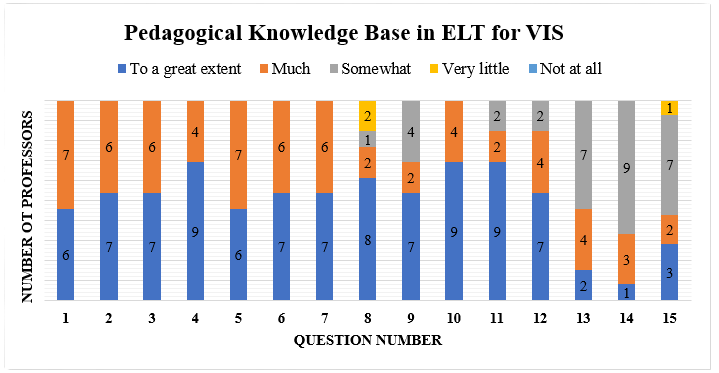 Pedagogical Knowledge Base in ELT for VIS
To a great extent Much Somewhat Very little Not at all
NUMBER OT PROFESSORS
2 2 2 1
7 6 6 4 7 6 6 1 4 4 2 4 7 9 7
2 2 4 3 2
6 7 7 9 6 7 7 8 7 9 9 7 2 1 3
1 2 3 4 5 6 7 8 9 10 11 12 13 14 15
QUESTION NUMBER